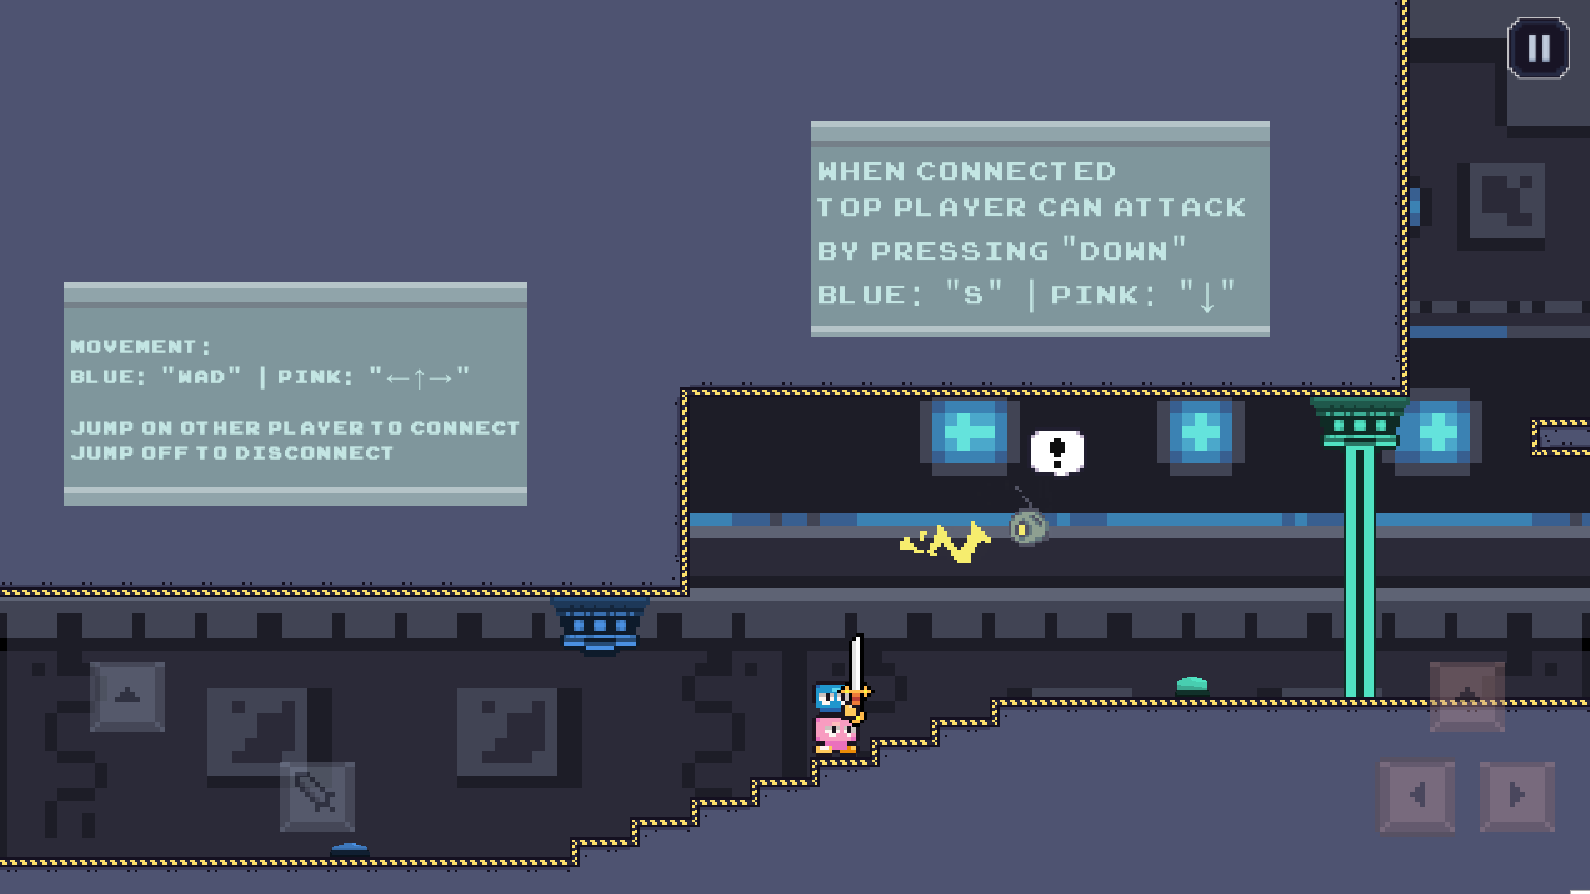 MOVEMENT:
BLUE: "WAD" | PINK: "←↑→"
JUMP ON OTHER PLAYER TO CONNECT
JUMP OFF TO DISCONNECT
WHEN CONNECTED
TOP PLAYER CAN ATTACK
BY PRESSING "DOWN"
BLUE: "S" | PINK: "↓"
!